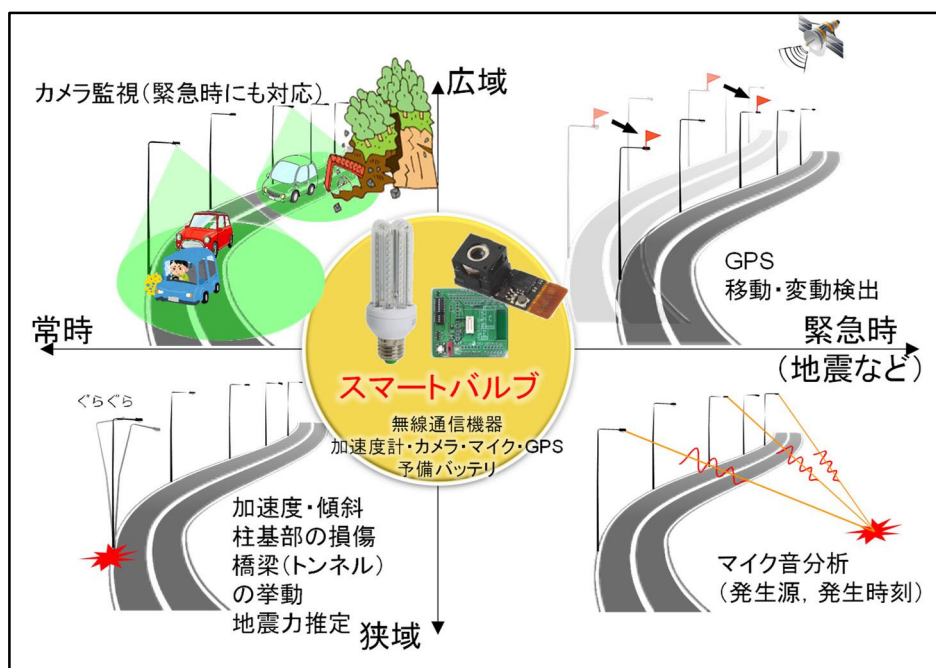 カメラ監視（緊急時にも対応）
広域
GPS
移動・変動検出
常時
緊急時
（地震など）
スマートバルブ
無線通信機器
加速度計・カメラ・マイク・GPS
予備バッテリ
ぐらぐら
加速度・傾斜
柱基部の損傷
橋梁（トンネル）
の挙動
地震力推定
マイク音分析
（発生源，発生時刻）
狭域